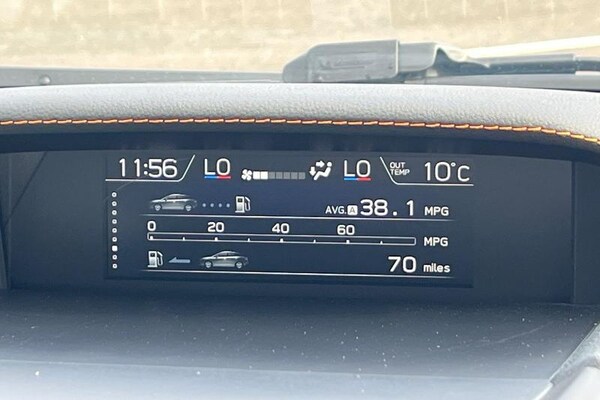 11:56 LO LO OUT TEMP 10°C
AVG. A 38.1 MPG
0 20 40 60 MPG
70 miles